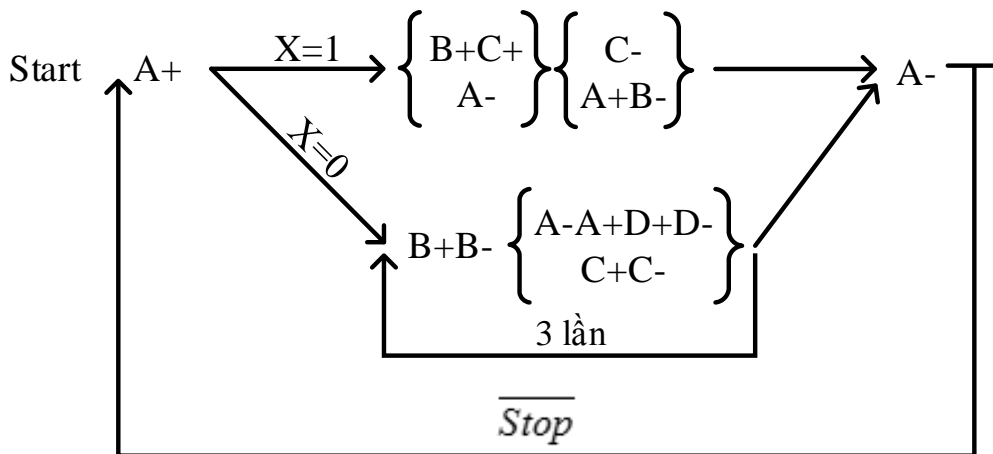 Start A+ X=1 B+C+ C- A-
A- A+B-
X=0
B+B- A-A+D+D-
C+C-
3 lần
Stop